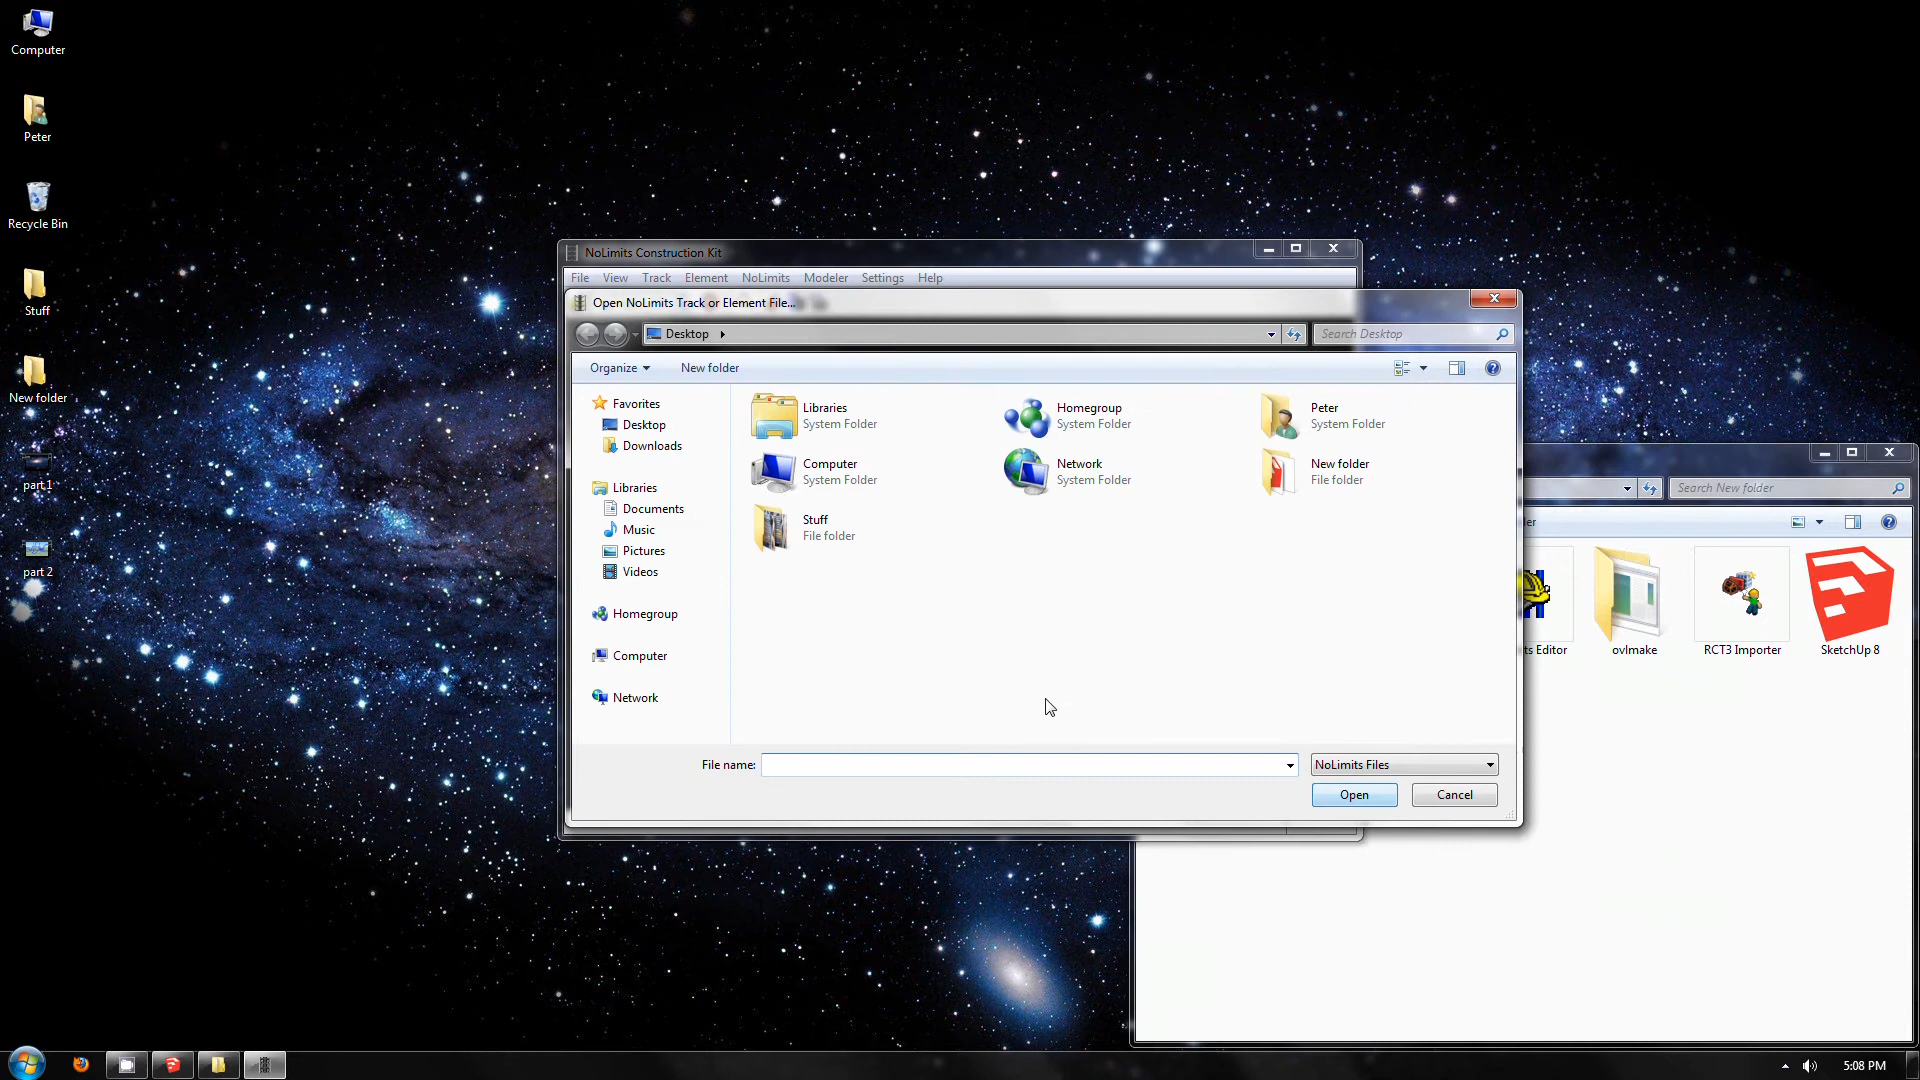 Computer
Peter
Recycle Bin
Stuff
New folder
part 1
part 2
NoLimits Construction Kit
File View Track Element NoLimits Modeler Settings Help
Open NoLimits Track or Element File...
Desktop
Search Desktop
Organize New folder
Favorites
Desktop
Downloads
Libraries
Documents
Music
Pictures
Videos
Homegroup
Computer
Network
Libraries
System Folder
Homegroup
System Folder
Peter
System Folder
Computer
System Folder
Network
System Folder
New folder
File folder
Stuff
File folder
File name:
NoLimits Files
Open Cancel
Search New folder
er
ts Editor
ovlmake
RCT3 Importer
SketchUp 8
5:08 PM